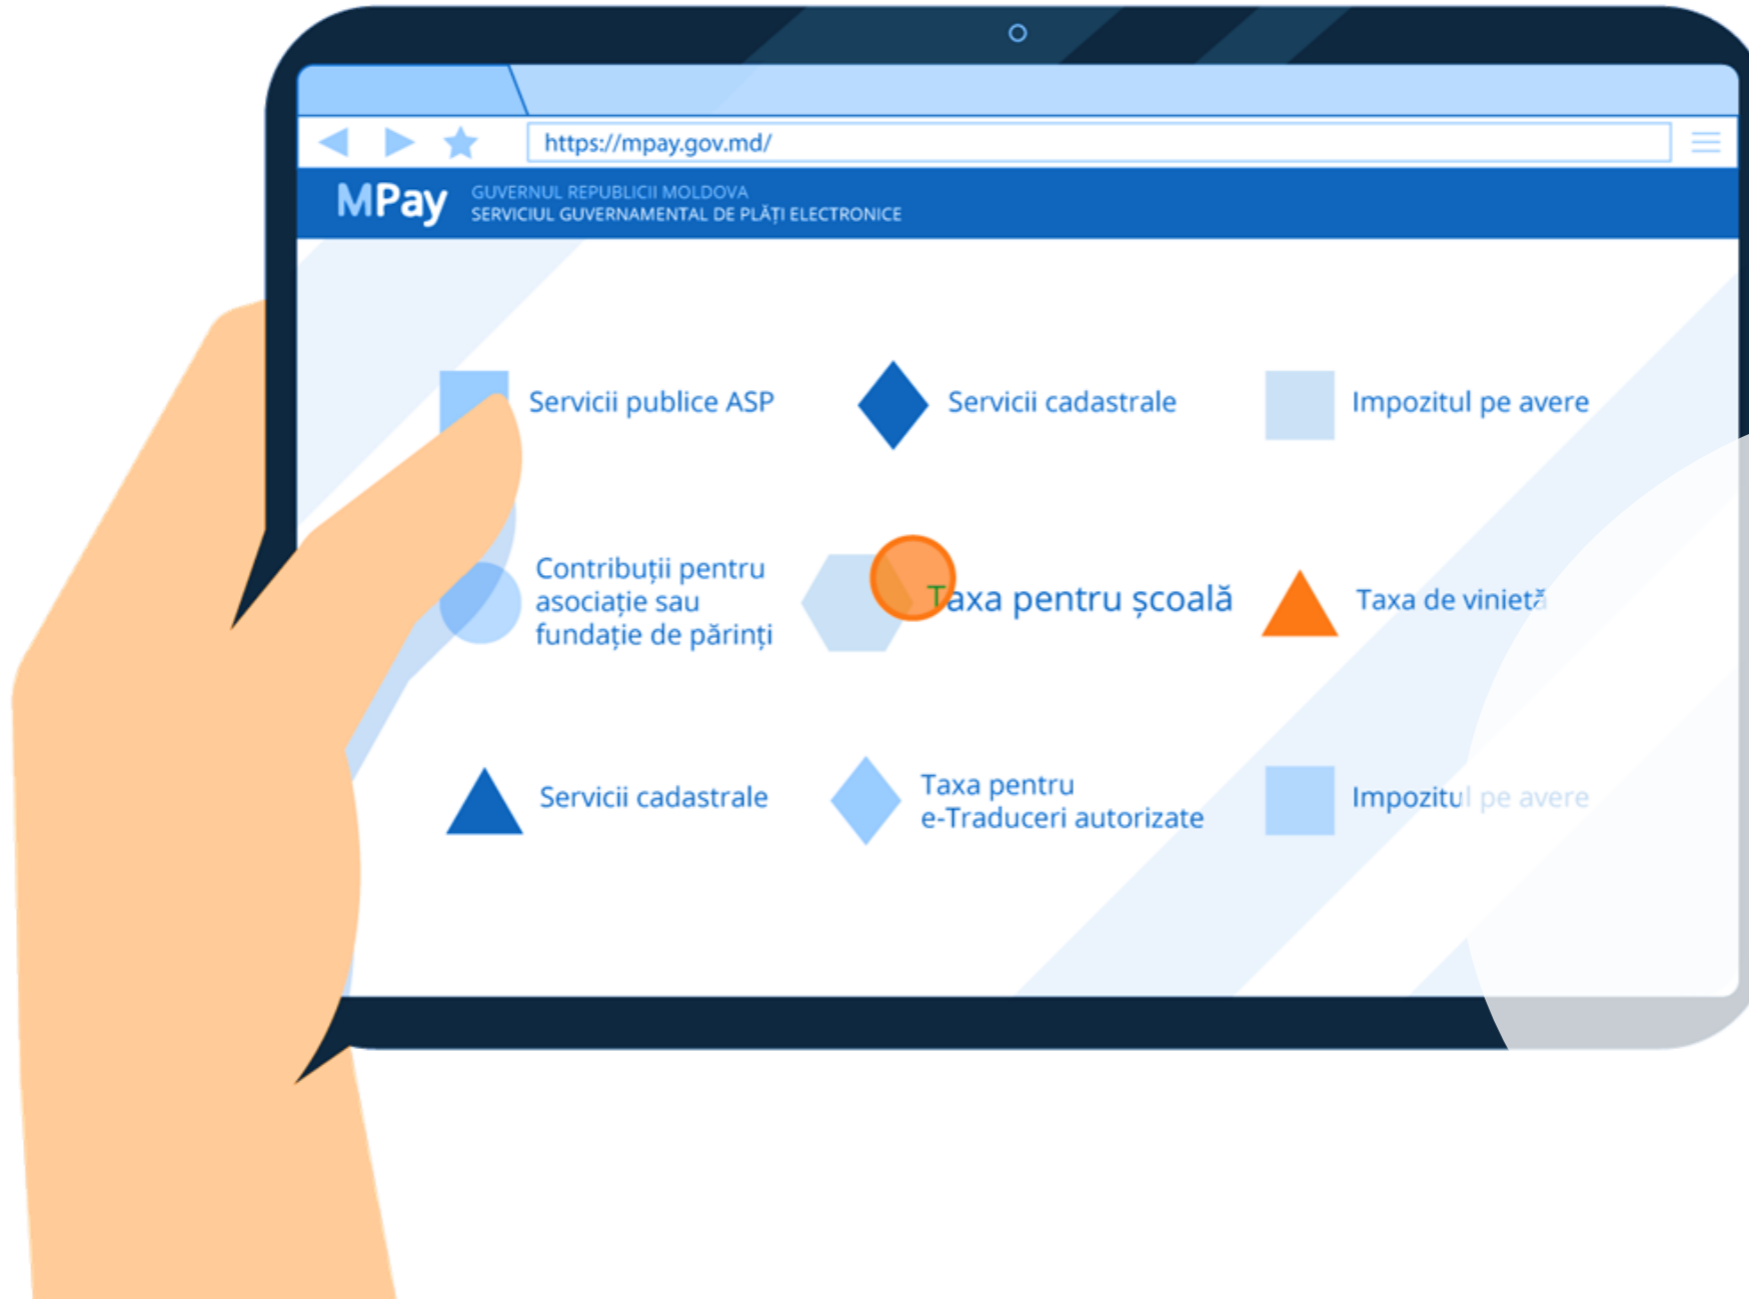 https://mpay.gov.md/
MPay
GUVERNUL REPUBLICII MOLDOVA
SERVICIUL GUVERNAMENTAL DE PLĂȚI ELECTRONICE
Servicii publice ASP
Servicii cadastrale
Impozitul pe avere
Contribuții pentru
asociație sau
fundație de părinți
Taxa pentru școală
Taxa de vinietă
Servicii cadastrale
Taxa pentru
e-Traduceri autorizate
Impozitul pe avere